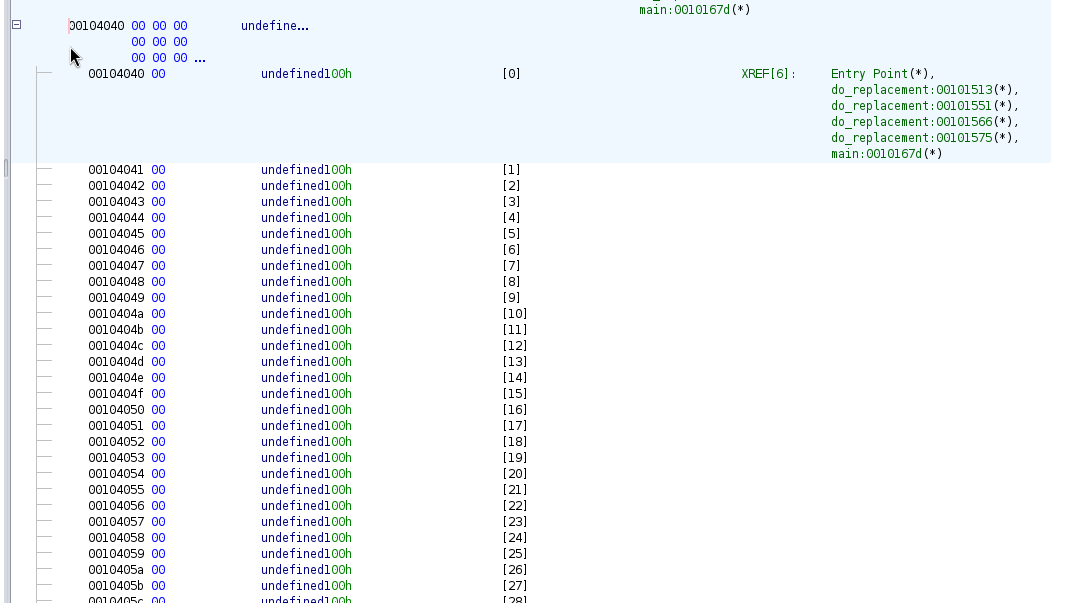 main:0010167d(*)
00104040 00 00 00 undefine...
00 00 00
00 00 00 ...
00104040 00 undefined100h [0] XREF[6]: Entry Point(*),
do_replacement:00101513(*),
do_replacement:00101551(*),
do_replacement:00101566(*),
do_replacement:00101575(*),
main:0010167d(*)
00104041 00 undefined100h [1]
00104042 00 undefined100h [2]
00104043 00 undefined100h [3]
00104044 00 undefined100h [4]
00104045 00 undefined100h [5]
00104046 00 undefined100h [6]
00104047 00 undefined100h [7]
00104048 00 undefined100h [8]
00104049 00 undefined100h [9]
0010404a 00 undefined100h [10]
0010404b 00 undefined100h [11]
0010404c 00 undefined100h [12]
0010404d 00 undefined100h [13]
0010404e 00 undefined100h [14]
0010404f 00 undefined100h [15]
00104050 00 undefined100h [16]
00104051 00 undefined100h [17]
00104052 00 undefined100h [18]
00104053 00 undefined100h [19]
00104054 00 undefined100h [20]
00104055 00 undefined100h [21]
00104056 00 undefined100h [22]
00104057 00 undefined100h [23]
00104058 00 undefined100h [24]
00104059 00 undefined100h [25]
0010405a 00 undefined100h [26]
0010405b 00 undefined100h [27]
0010405c 00 undefined100h [28]